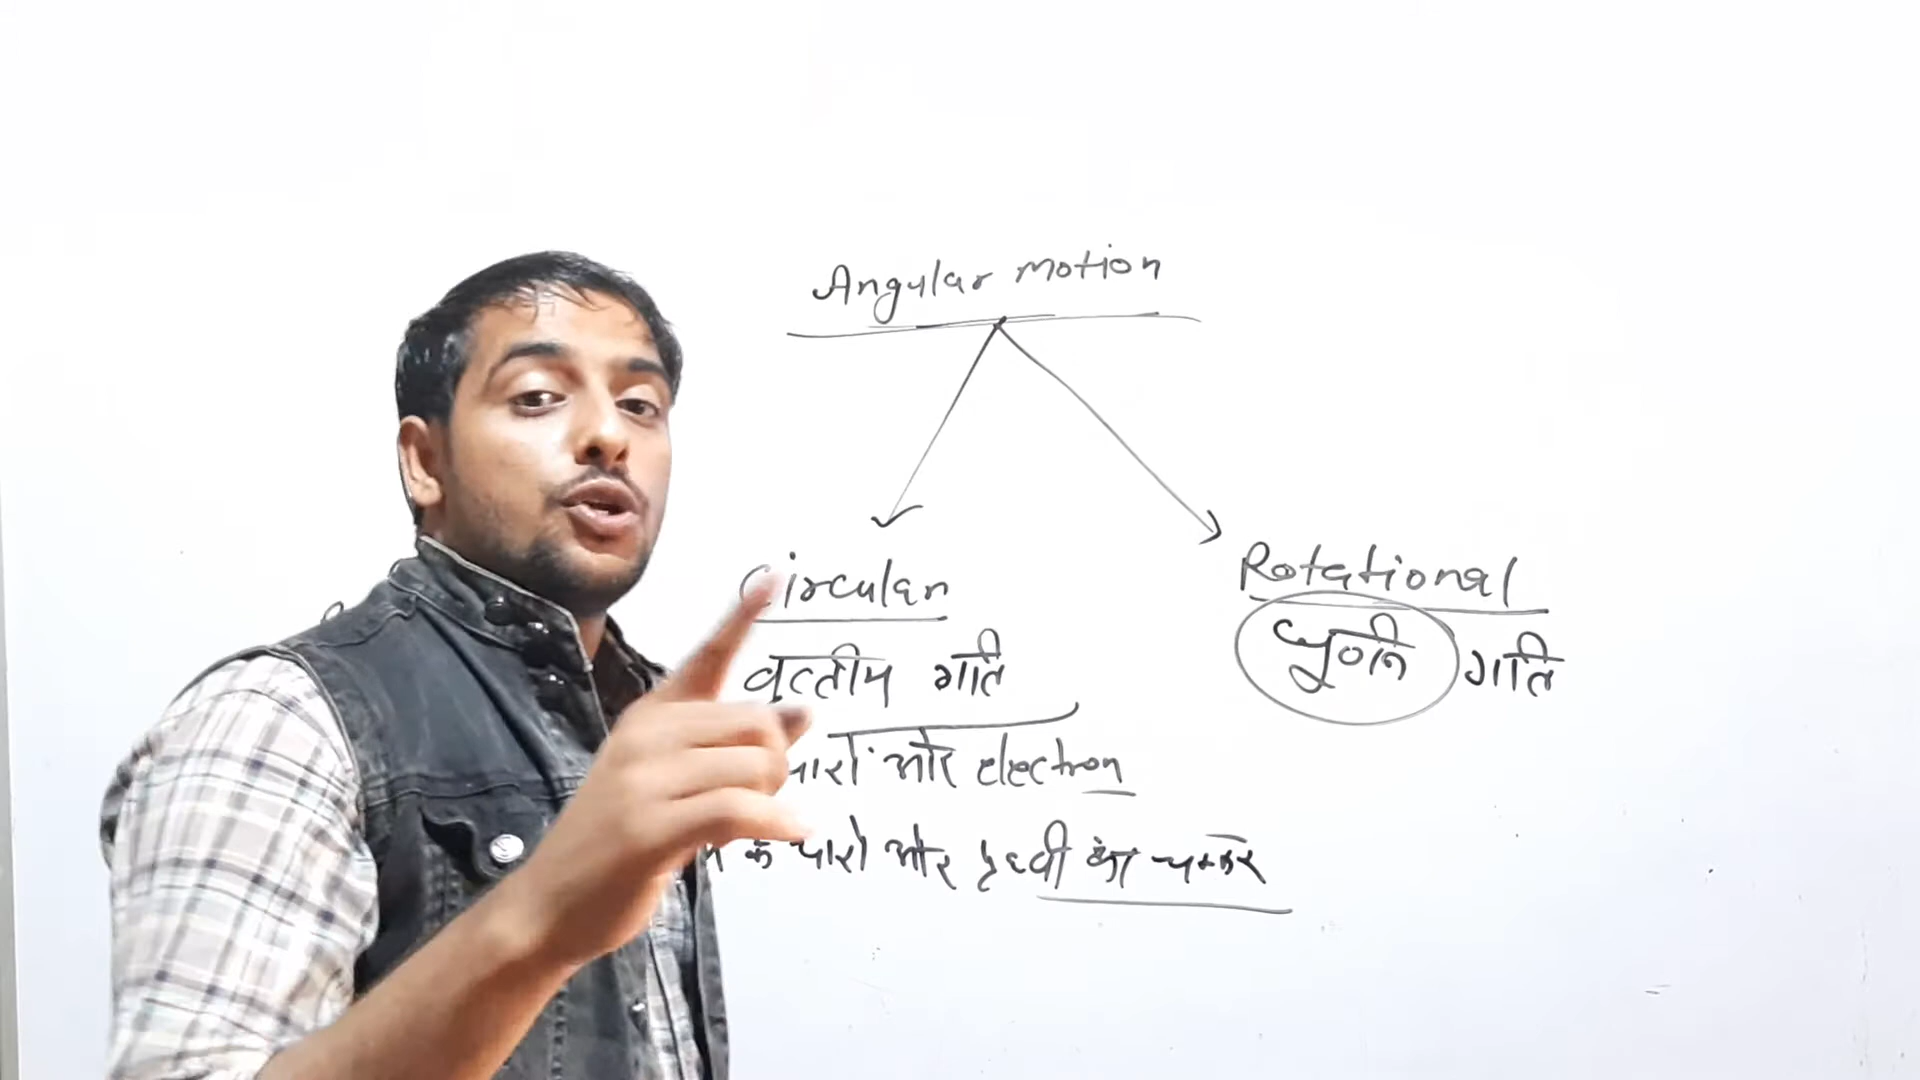 Angular motion
Circular
Rotational
वृत्तीय गति
घूर्णन गति
चारों ओर electron
के चारों ओर पृथ्वी का चक्कर